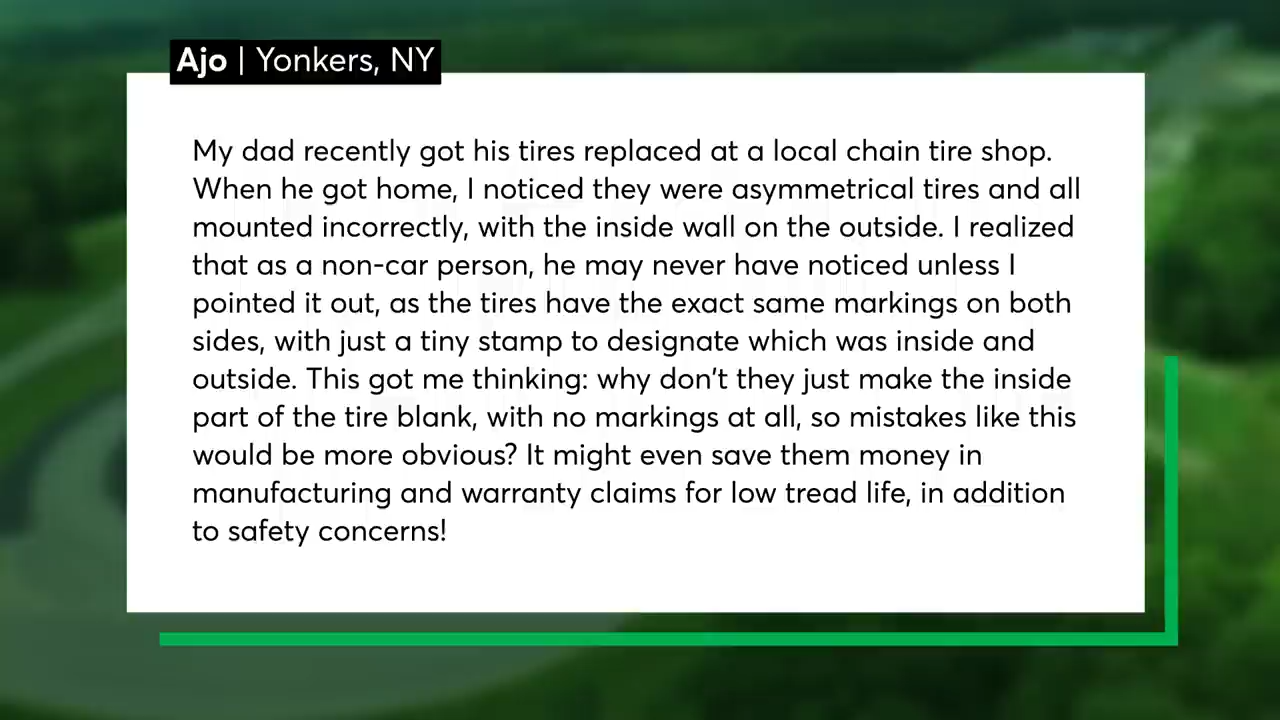 Ajo | Yonkers, NY
My dad recently got his tires replaced at a local chain tire shop.
When he got home, I noticed they were asymmetrical tires and all
mounted incorrectly, with the inside wall on the outside. I realized
that as a non-car person, he may never have noticed unless I
pointed it out, as the tires have the exact same markings on both
sides, with just a tiny stamp to designate which was inside and
outside. This got me thinking: why don't they just make the inside
part of the tire blank, with no markings at all, so mistakes like this
would be more obvious? It might even save them money in
manufacturing and warranty claims for low tread life, in addition
to safety concerns!